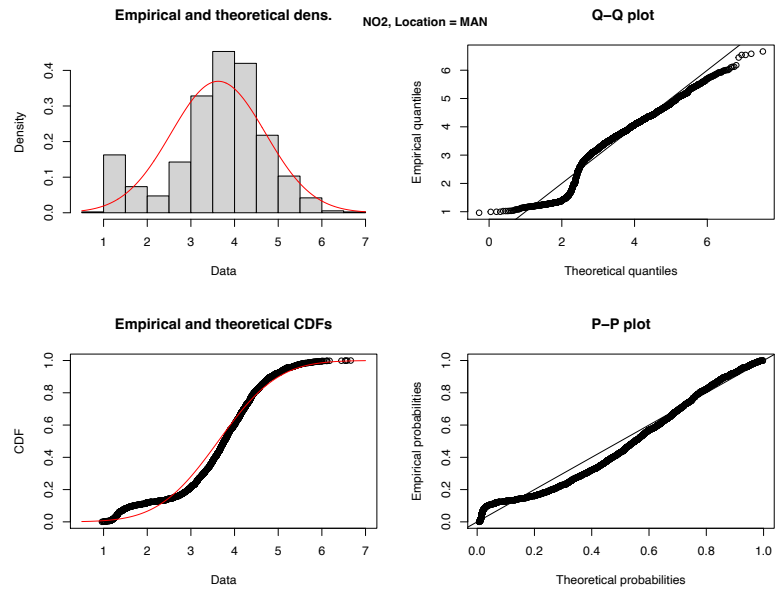 NO2, Location = MAN
Empirical and theoretical dens.
Density
0.0 0.1 0.2 0.3 0.4
1 2 3 4 5 6 7
Data
Q−Q plot
Empirical quantiles
1 2 3 4 5 6
0 2 4 6
Theoretical quantiles
Empirical and theoretical CDFs
CDF
0.0 0.2 0.4 0.6 0.8 1.0
1 2 3 4 5 6 7
Data
P−P plot
Empirical probabilities
0.0 0.2 0.4 0.6 0.8 1.0
0.0 0.2 0.4 0.6 0.8 1.0
Theoretical probabilities